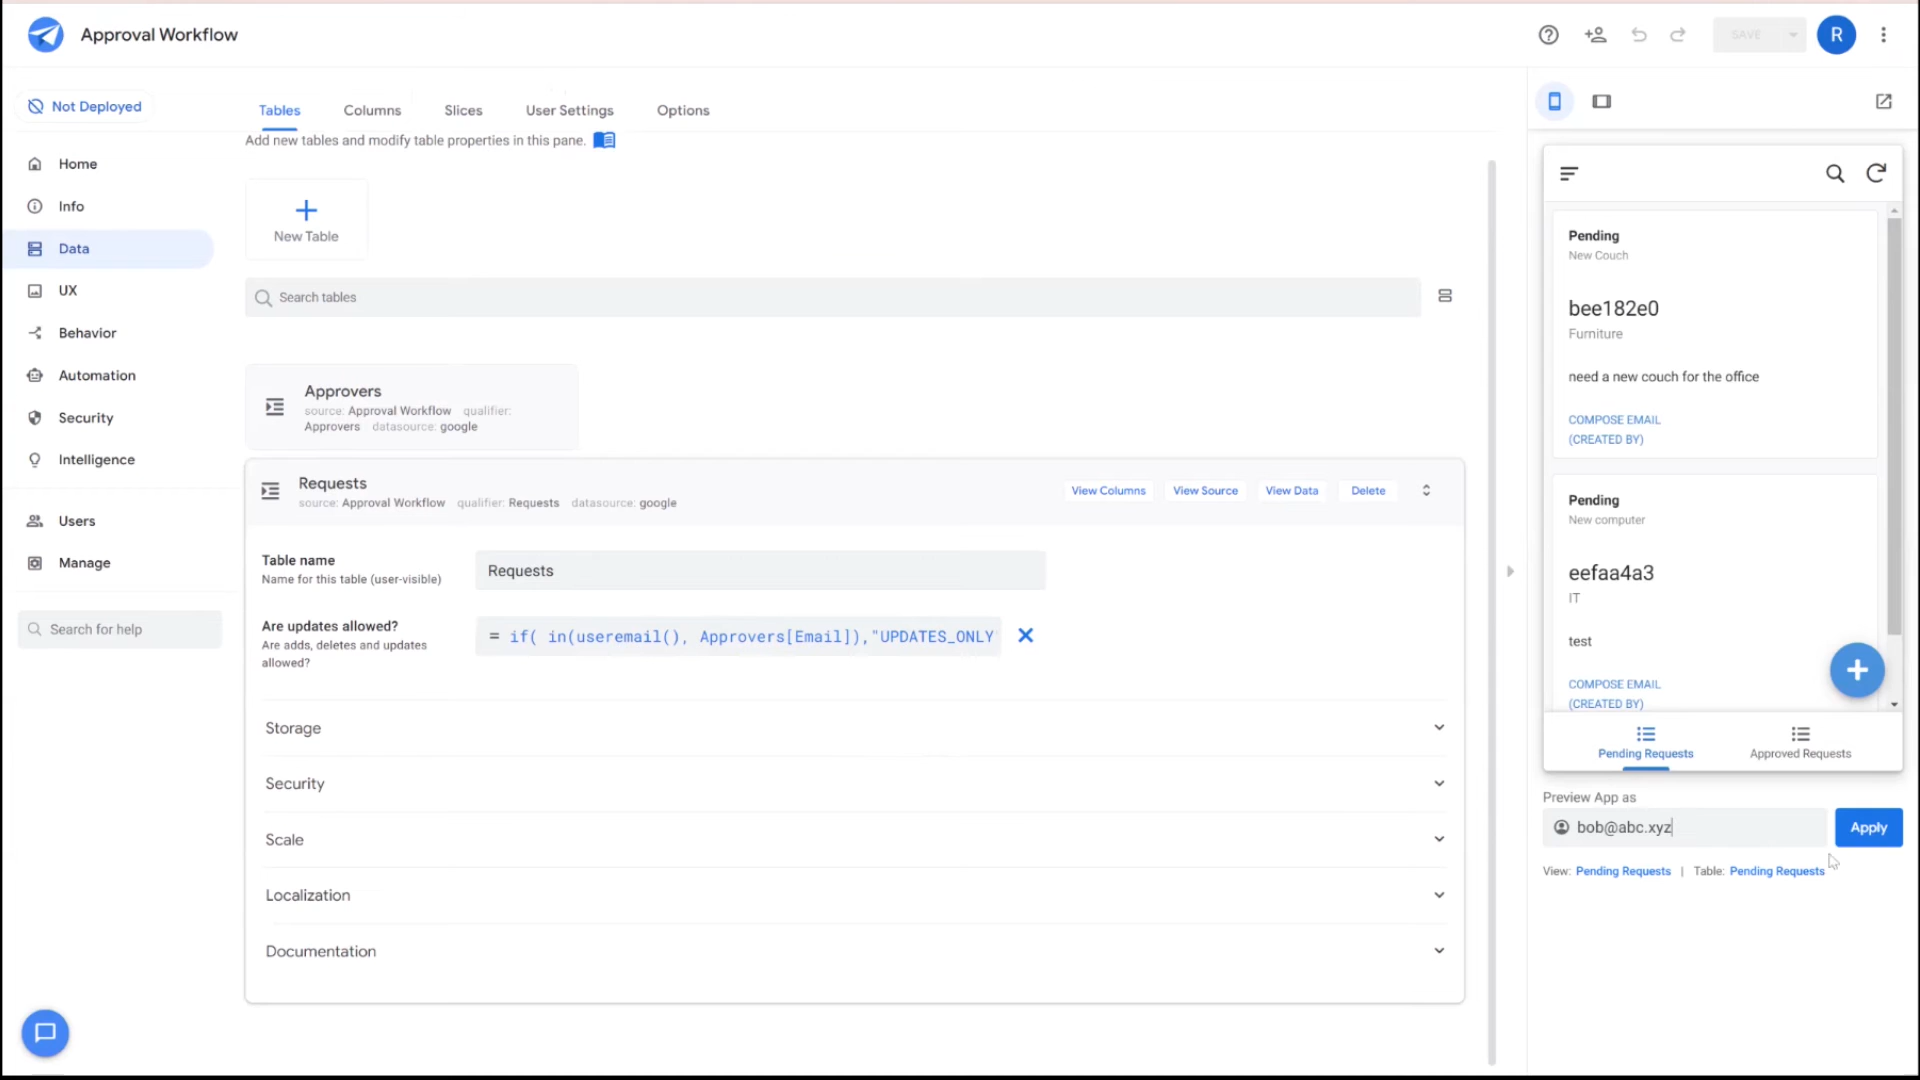 Approval Workflow
SAVE
R
Not Deployed
Home
Info
Data
UX
Behavior
Automation
Security
Intelligence
Users
Manage
Search for help
Tables
Columns
Slices
User Settings
Options
Add new tables and modify table properties in this pane.
New Table
Search tables
Approvers
source: Approval Workflow qualifier:
Approvers datasource: google
Requests
source: Approval Workflow qualifier: Requests datasource: google
View Columns
View Source
View Data
Delete
Table name
Name for this table (user-visible)
Requests
Are updates allowed?
Are adds, deletes and updates
allowed?
= if( in(useremail(), Approvers[Email]),"UPDATES_ONLY
Storage
Security
Scale
Localization
Documentation
Pending
New Couch
bee182e0
Furniture
need a new couch for the office
COMPOSE EMAIL
(CREATED BY)
Pending
New computer
eefaa4a3
IT
test
COMPOSE EMAIL
(CREATED BY)
Pending Requests
Approved Requests
Preview App as
bob@abc.xyz
Apply
View: Pending Requests | Table: Pending Requests